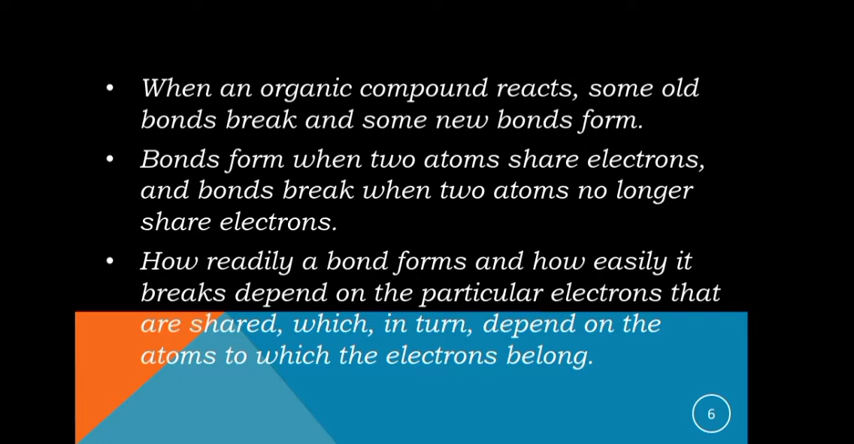 • When an organic compound reacts, some old
bonds break and some new bonds form.
• Bonds form when two atoms share electrons,
and bonds break when two atoms no longer
share electrons.
• How readily a bond forms and how easily it
breaks depend on the particular electrons that
are shared, which, in turn, depend on the
atoms to which the electrons belong.
6